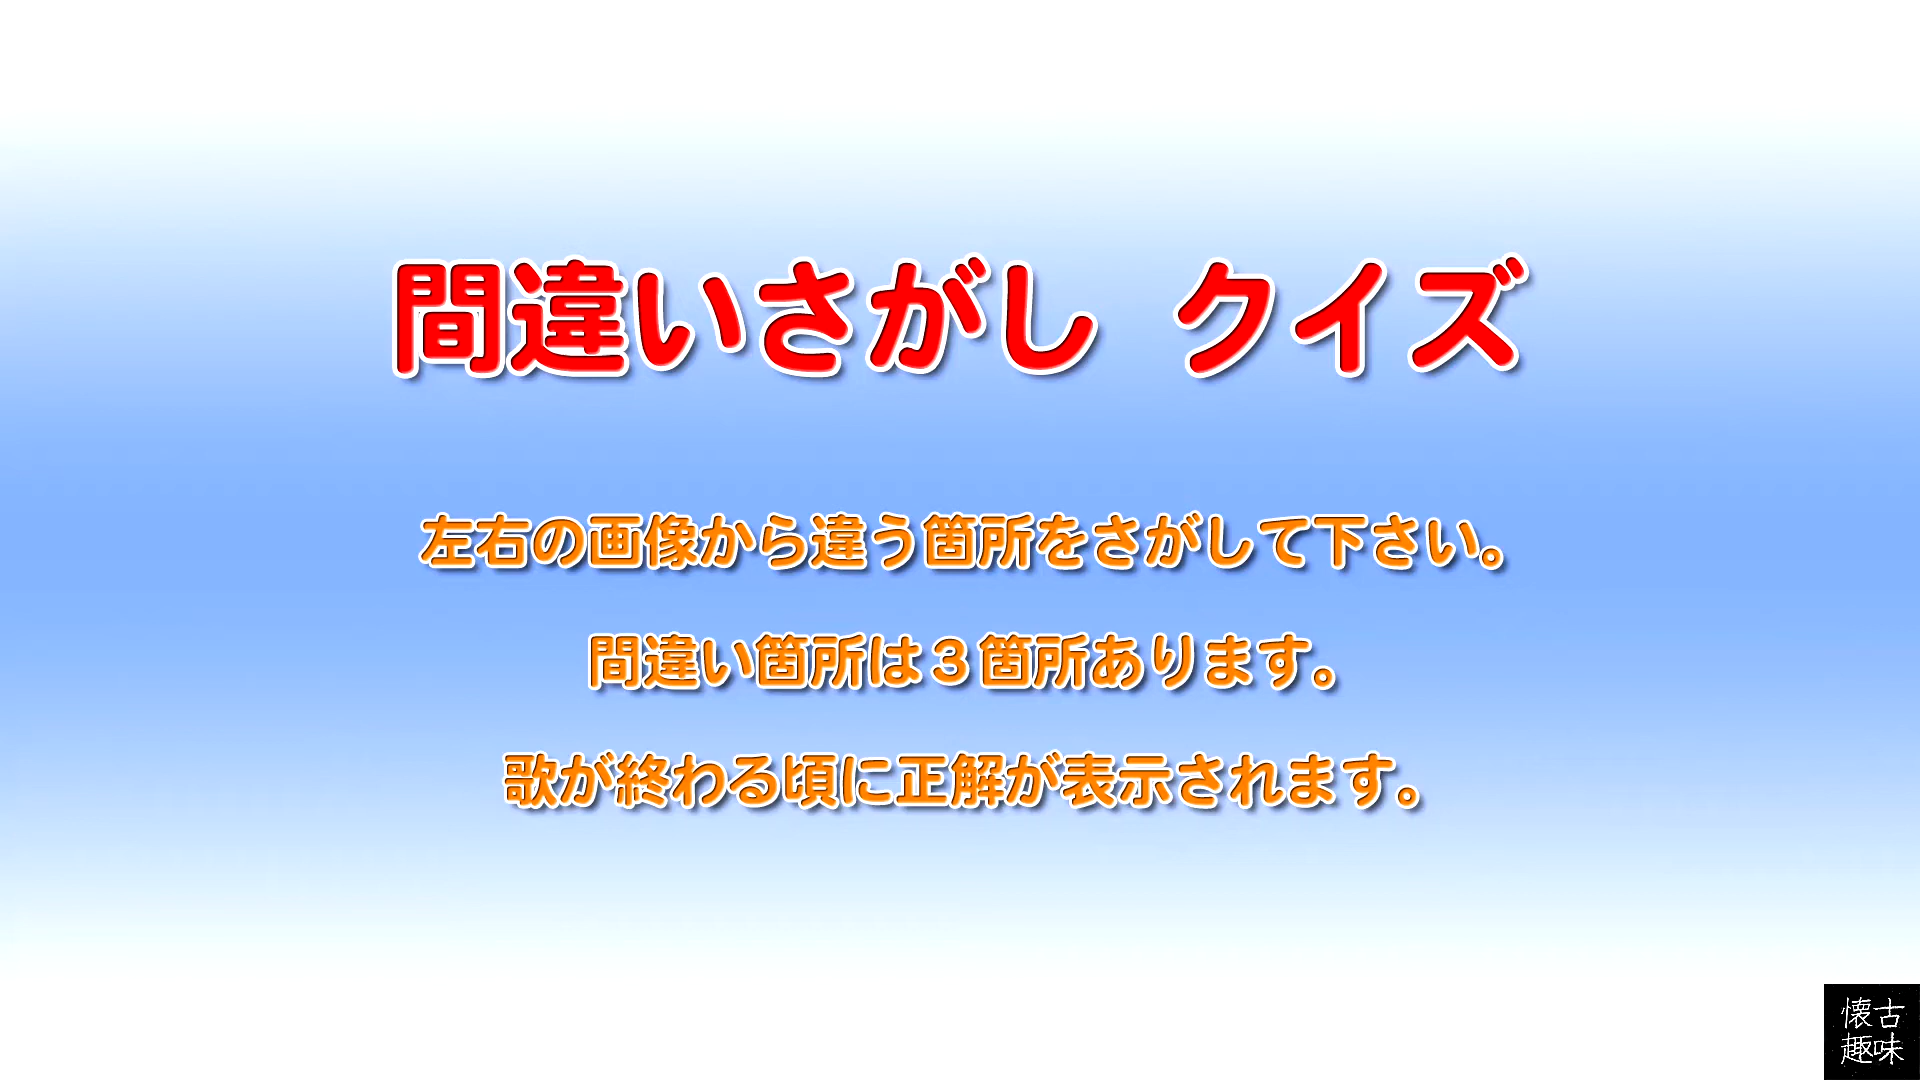 間違いさがし クイズ
左右の画像から違う箇所をさがして下さい。
間違い箇所は３箇所あります。
歌が終わる頃に正解が表示されます。
懐古
趣味